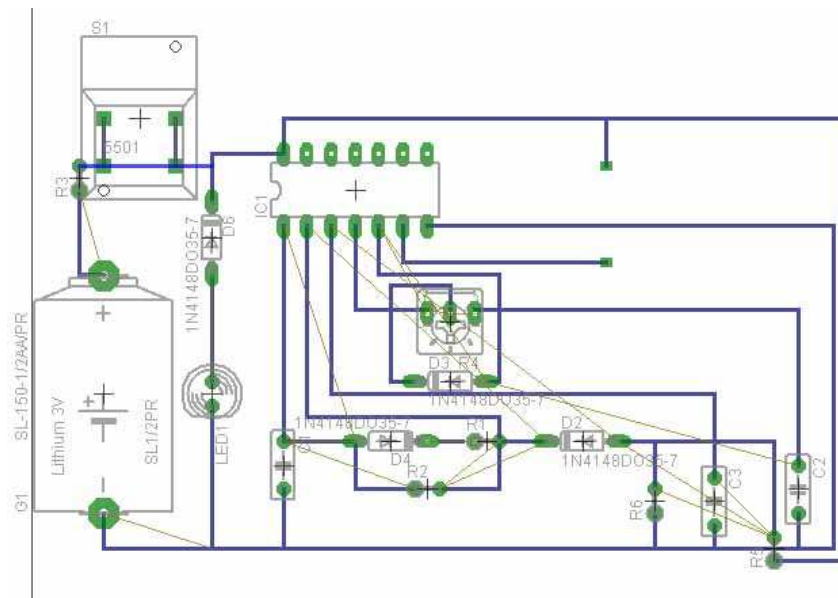 S1
5501
R3
IC1
D6
1N4148DO35-7
SL-150-1/2AA/PR
+
Lithium 3V
SL1/2PR
G1
LED1
D3
R4
1N4148DO35-7
1N4148DO35-7
R1
D2
D4
1N4148DO35-7
R2
R6
C3
C2
R5